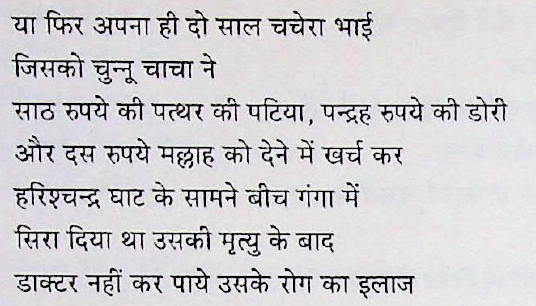 या फिर अपना ही दो साल चचेरा भाई
जिसको चुन्नू चाचा ने
साठ रुपये की पत्थर की पटिया, पन्द्रह रुपये की डोरी
और दस रुपये मल्लाह को देने में खर्च कर
हरिश्चन्द्र घाट के सामने बीच गंगा में
सिरा दिया था उसकी मृत्यु के बाद
डाक्टर नहीं कर पाये उसके रोग का इलाज